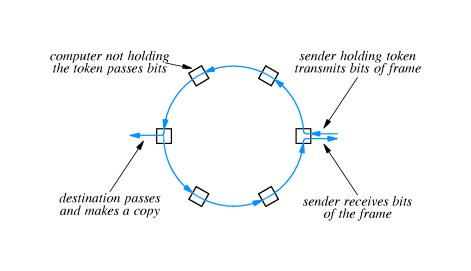 computer not holding
the token passes bits
sender holding token
transmits bits of frame
destination passes
and makes a copy
sender receives bits
of the frame